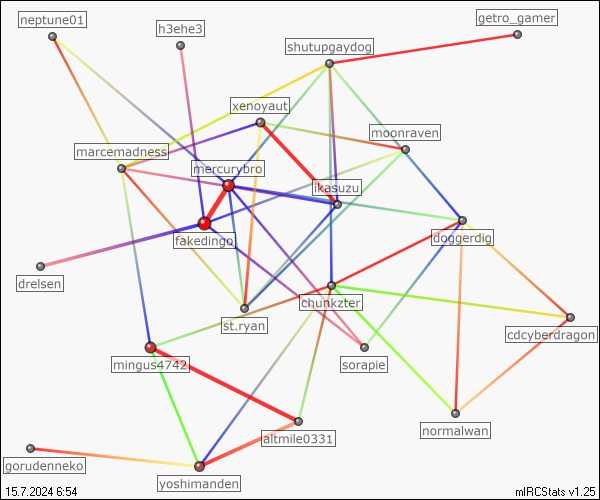 neptune01
h3ehe3
getro_gamer
shutupgaydog
xenoyaut
moonraven
marcemadness
mercurybro
ikasuzu
fakedingo
doggerdig
drelsen
chunkzter
st.ryan
cdcyberdragon
mingus4742
sorapie
normalwan
altmile0331
gorudenneko
yoshimanden
15.7.2024 6:54
mIRCStats v1.25